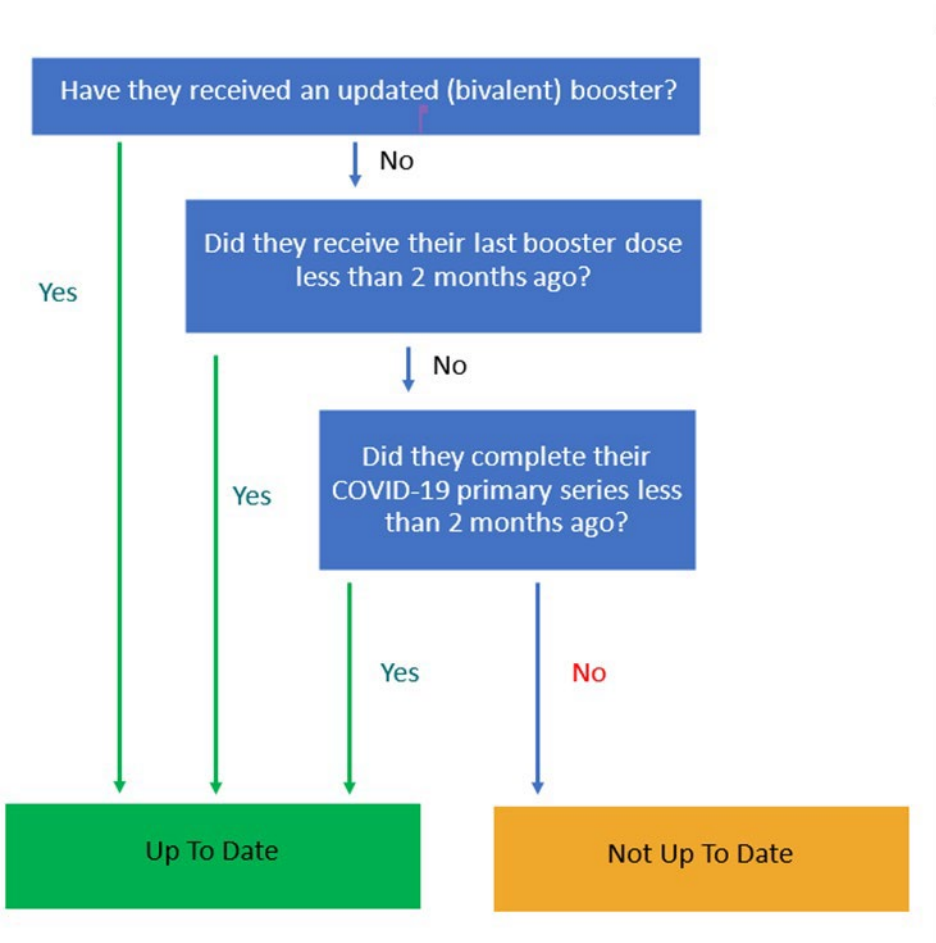 Have they received an updated (bivalent) booster?
No
Did they receive their last booster dose
less than 2 months ago?
Yes
No
Did they complete their
COVID-19 primary series less
than 2 months ago?
Yes
Yes
No
Up To Date
Not Up To Date